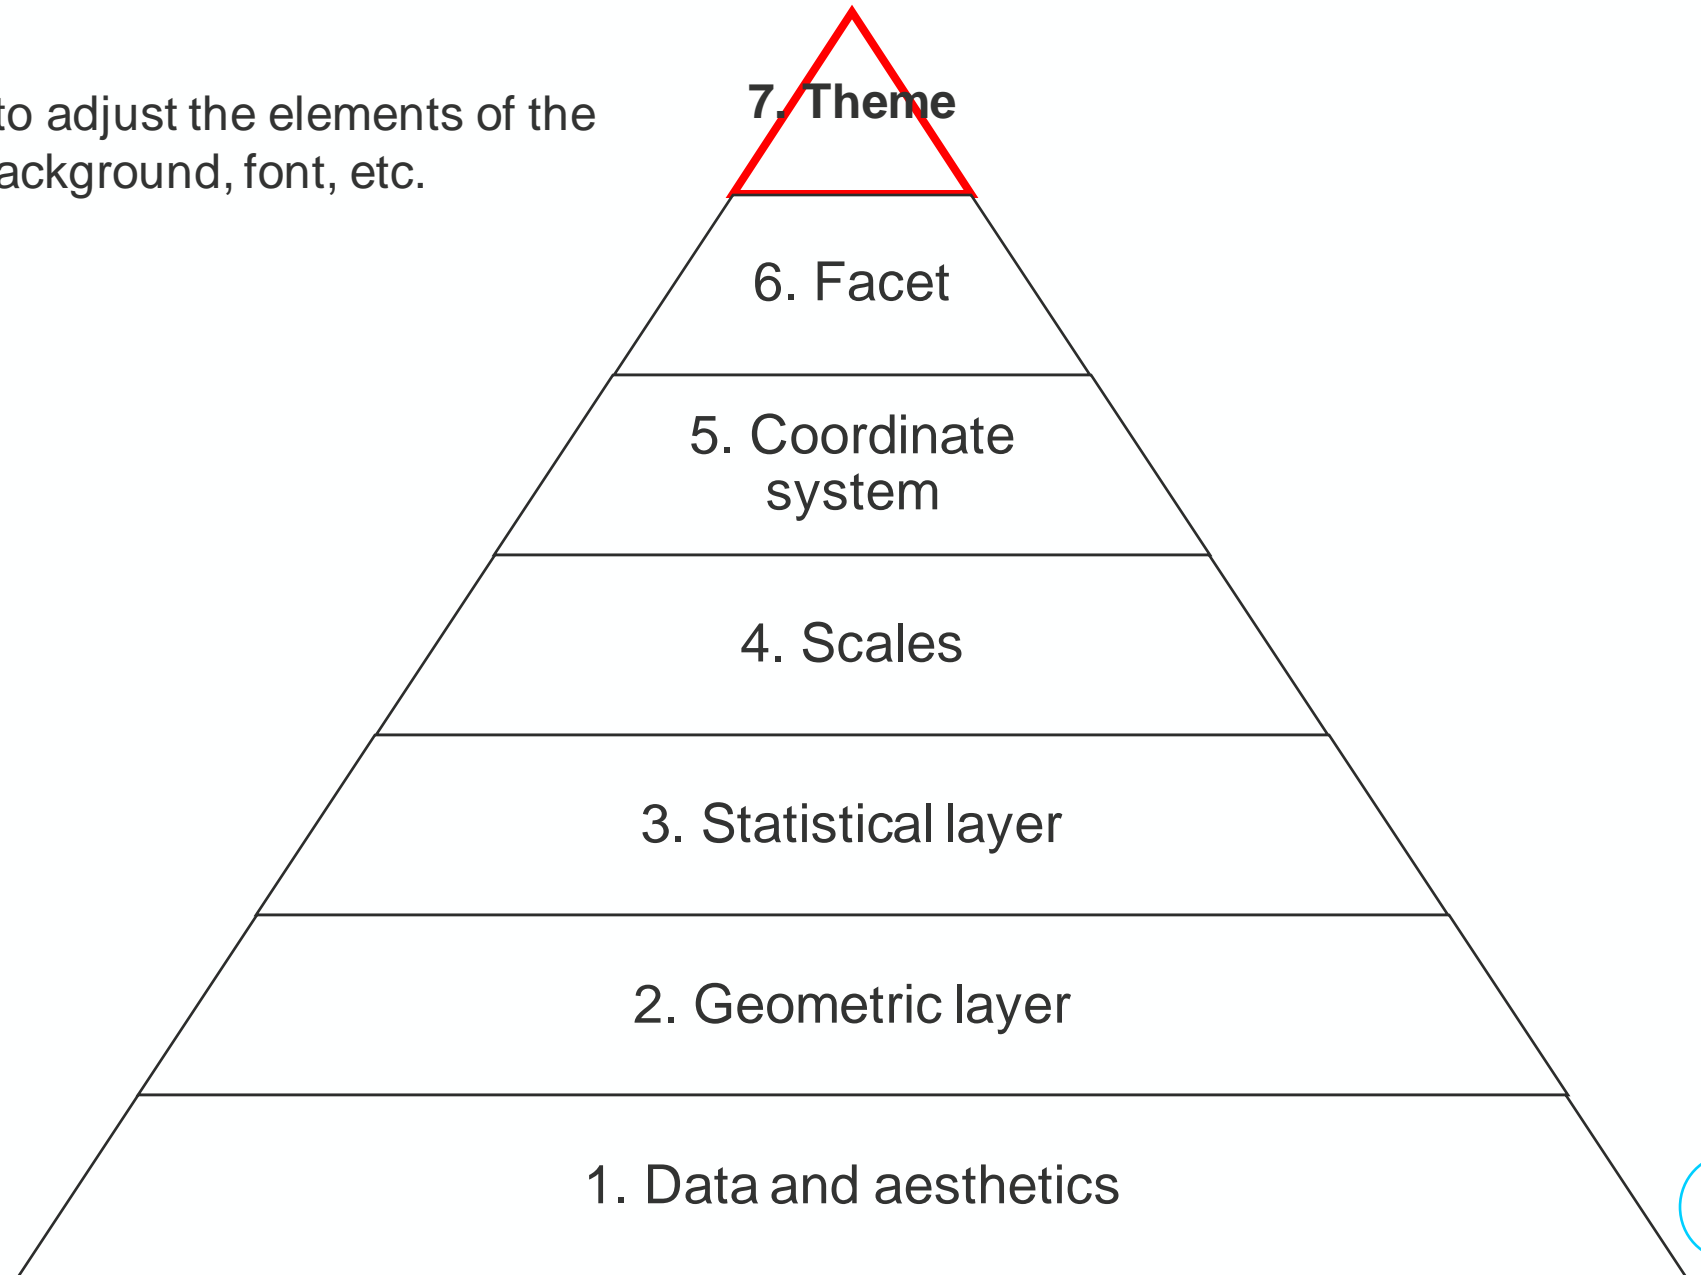 to adjust the elements of the
ackground, font, etc.
7. Theme
6. Facet
5. Coordinate
system
4. Scales
3. Statistical layer
2. Geometric layer
1. Data and aesthetics